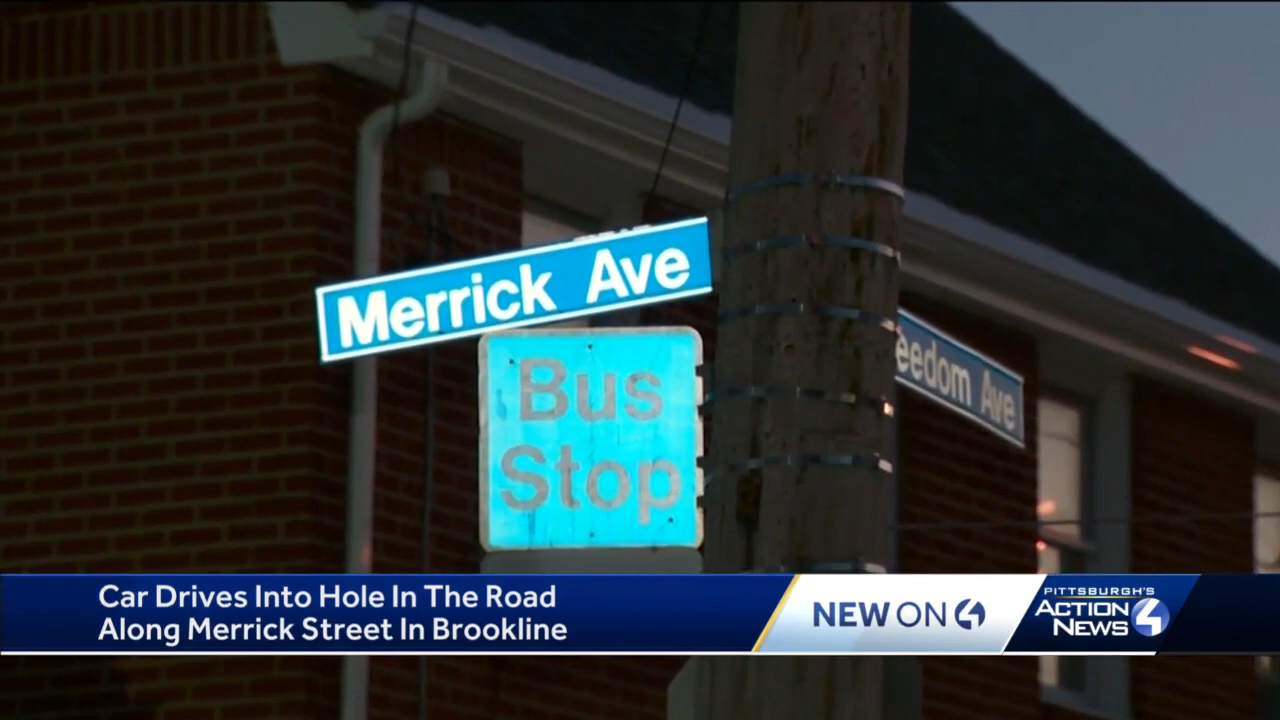 Merrick Ave
Bus
Stop
eedom Ave
Car Drives Into Hole In The Road
Along Merrick Street In Brookline
NEW ON 4
PITTSBURGH'S
ACTION
NEWS 4